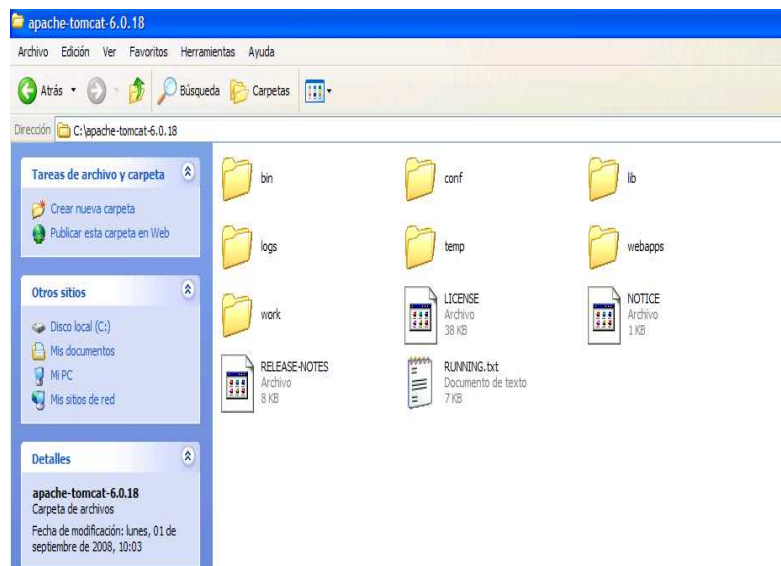 apache-tomcat-6.0.18
Archivo Edición Ver Favoritos Herramientas Ayuda
Atrás Búsqueda Carpetas
Dirección C:\apache-tomcat-6.0.18
Tareas de archivo y carpeta
Crear nueva carpeta
Publicar esta carpeta en Web
Otros sitios
Disco local (C:)
Mis documentos
Mi PC
Mis sitios de red
Detalles
apache-tomcat-6.0.18
Carpeta de archivos
Fecha de modificación: lunes, 01 de
septiembre de 2008, 10:03
bin
conf
lib
logs
temp
webapps
work
LICENSE
Archivo
38 KB
NOTICE
Archivo
1 KB
RELEASE-NOTES
Archivo
8 KB
RUNNING.txt
Documento de texto
7 KB